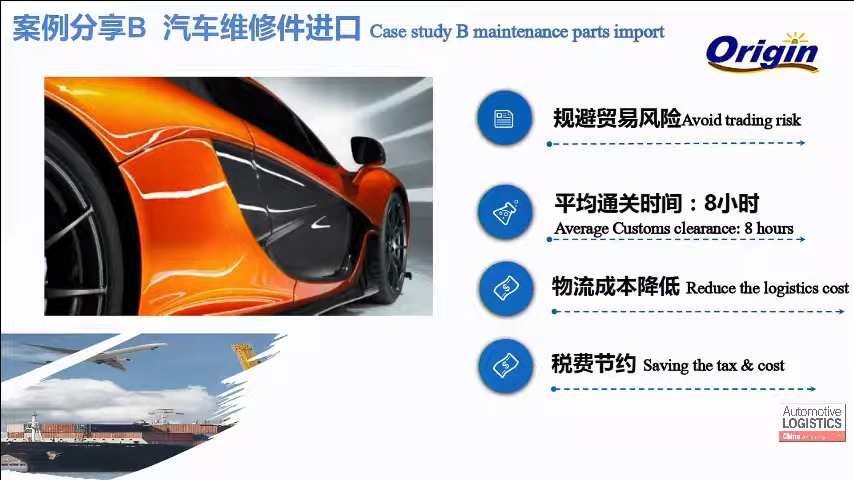 案例分享B 汽车维修件进口 Case study B maintenance parts import
Origin
规避贸易风险Avoid trading risk
平均通关时间：8小时
Average Customs clearance: 8 hours
物流成本降低 Reduce the logistics cost
税费节约 Saving the tax & cost
Automotive
LOGISTICS
China